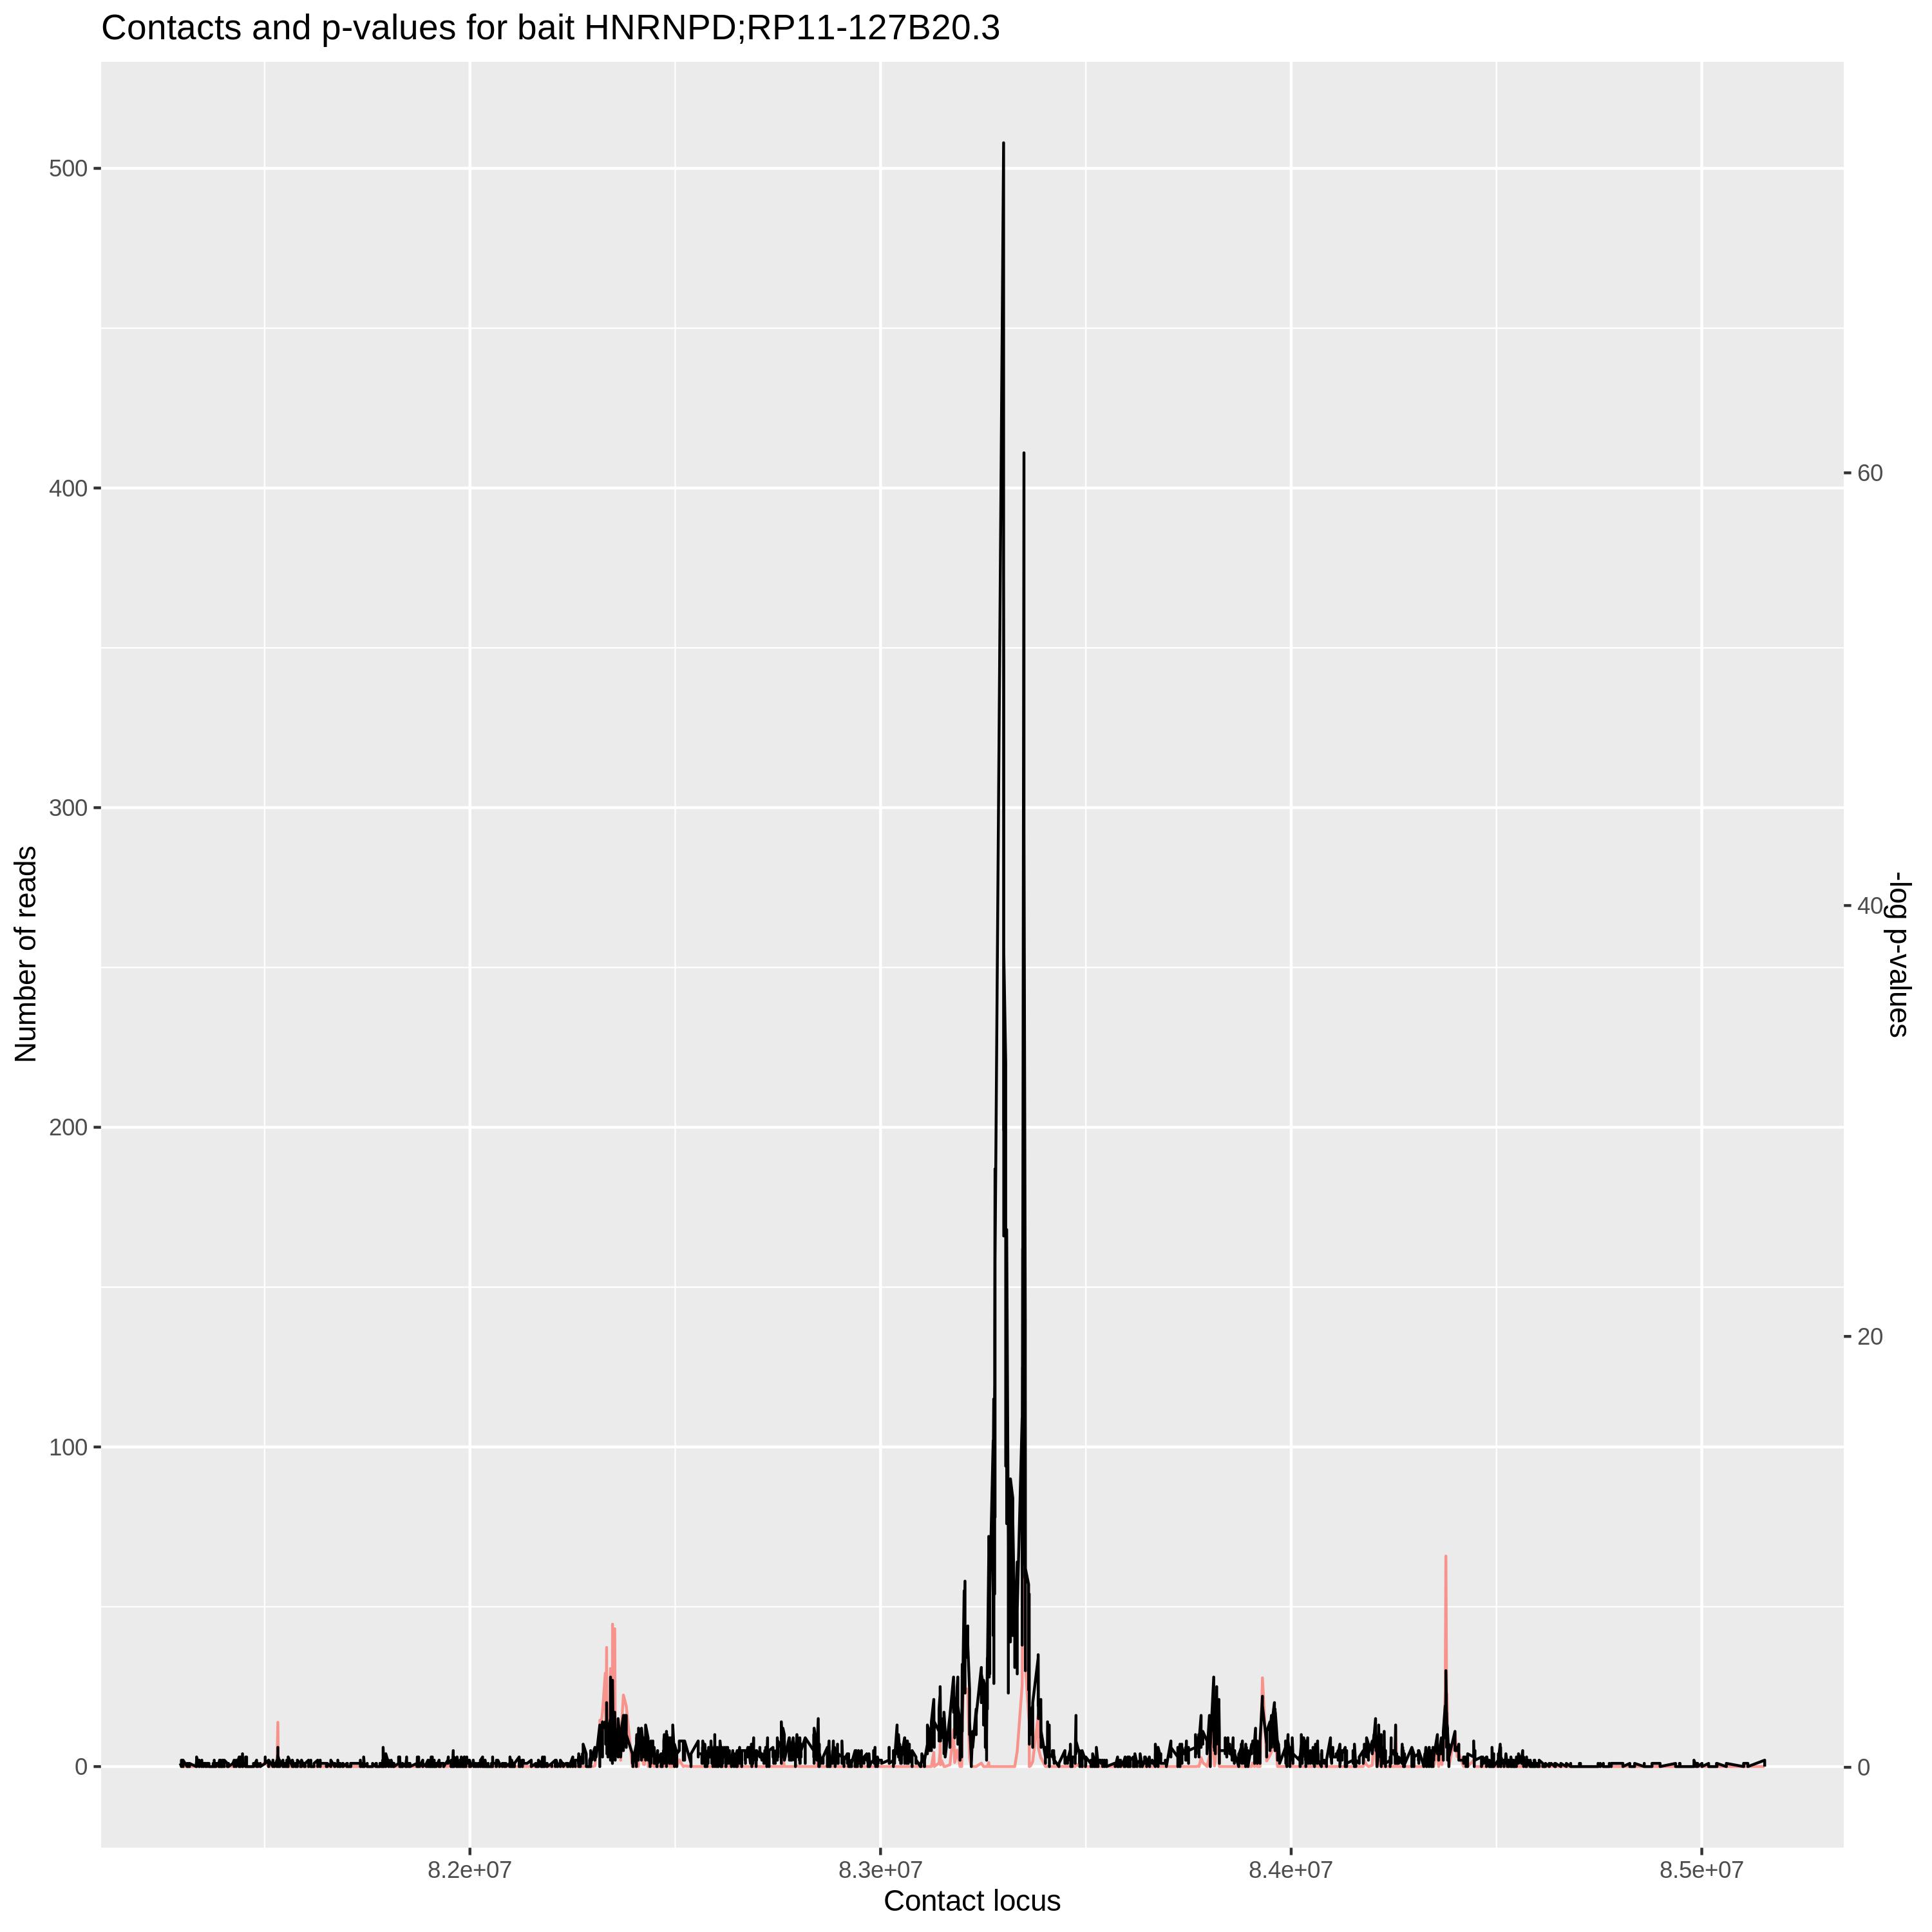 Contacts and p-values for bait HNRNPD;RP11-127B20.3
500
400
300
200
100
0
Number of reads
60
40
20
0
-log p-values
8.2e+07
8.3e+07
8.4e+07
8.5e+07
Contact locus